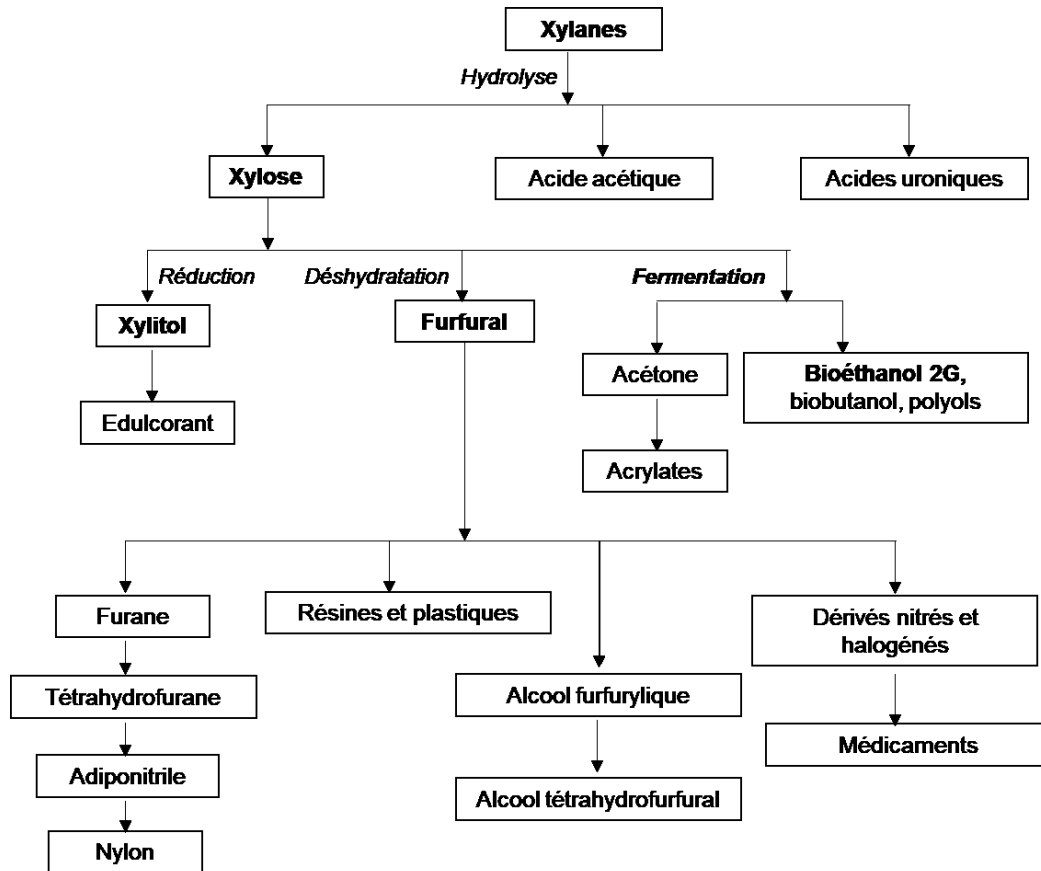 Xylanes
Hydrolyse
Xylose
Acide acétique
Acides uroniques
Réduction
Déshydratation
Fermentation
Xylitol
Furfural
Acétone
Bioéthanol 2G,
biobutanol, polyols
Edulcorant
Acrylates
Furane
Résines et plastiques
Dérivés nitrés et
halogénés
Tétrahydrofurane
Alcool furfurylique
Médicaments
Adiponitrile
Alcool tétrahydrofurfural
Nylon